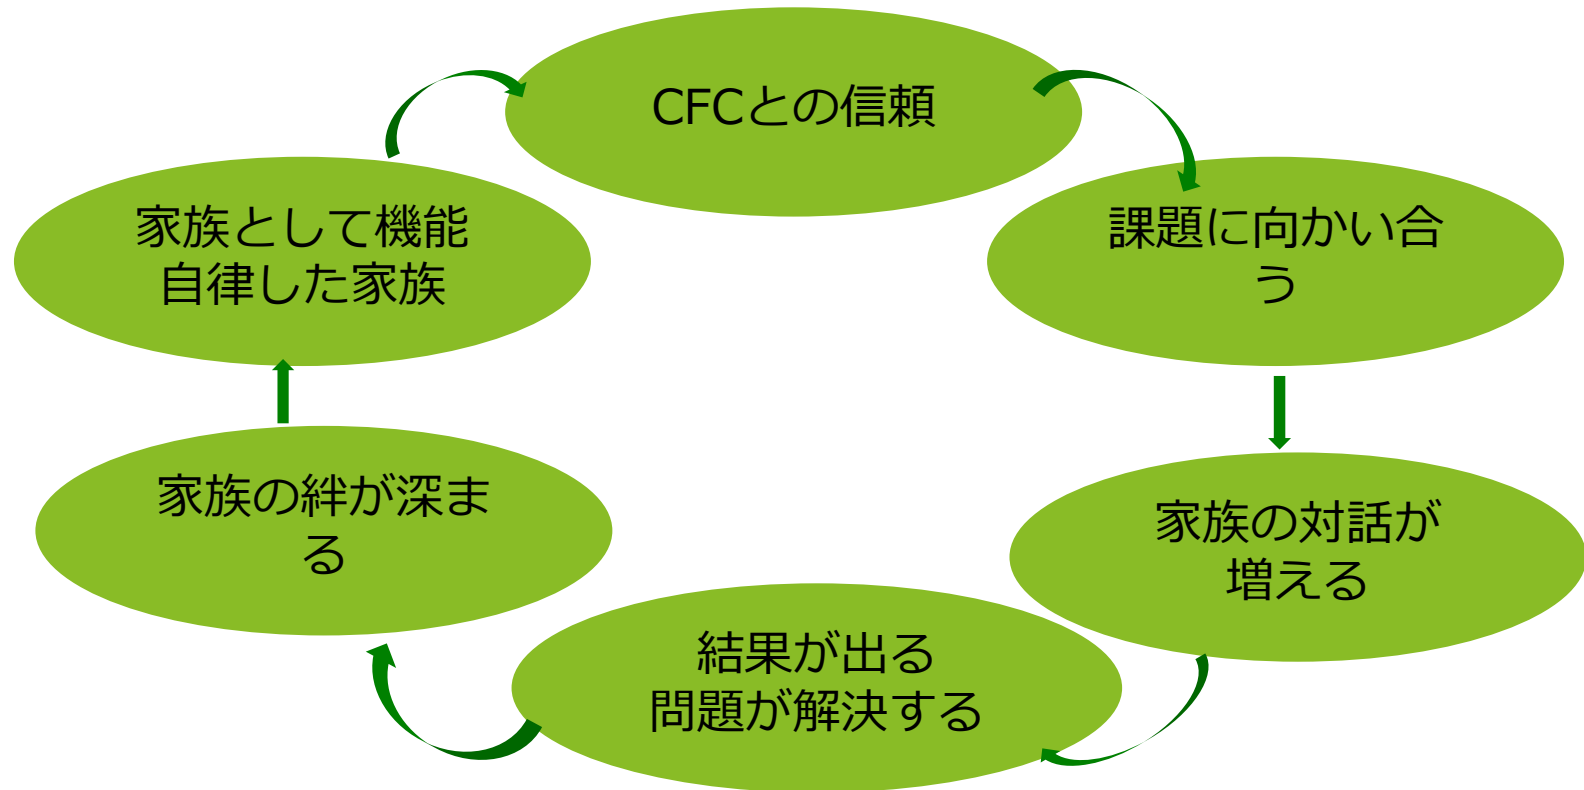 CFCとの信頼
課題に向かい合
う
家族の対話が
増える
結果が出る
問題が解決する
家族の絆が深ま
る
家族として機能
自律した家族